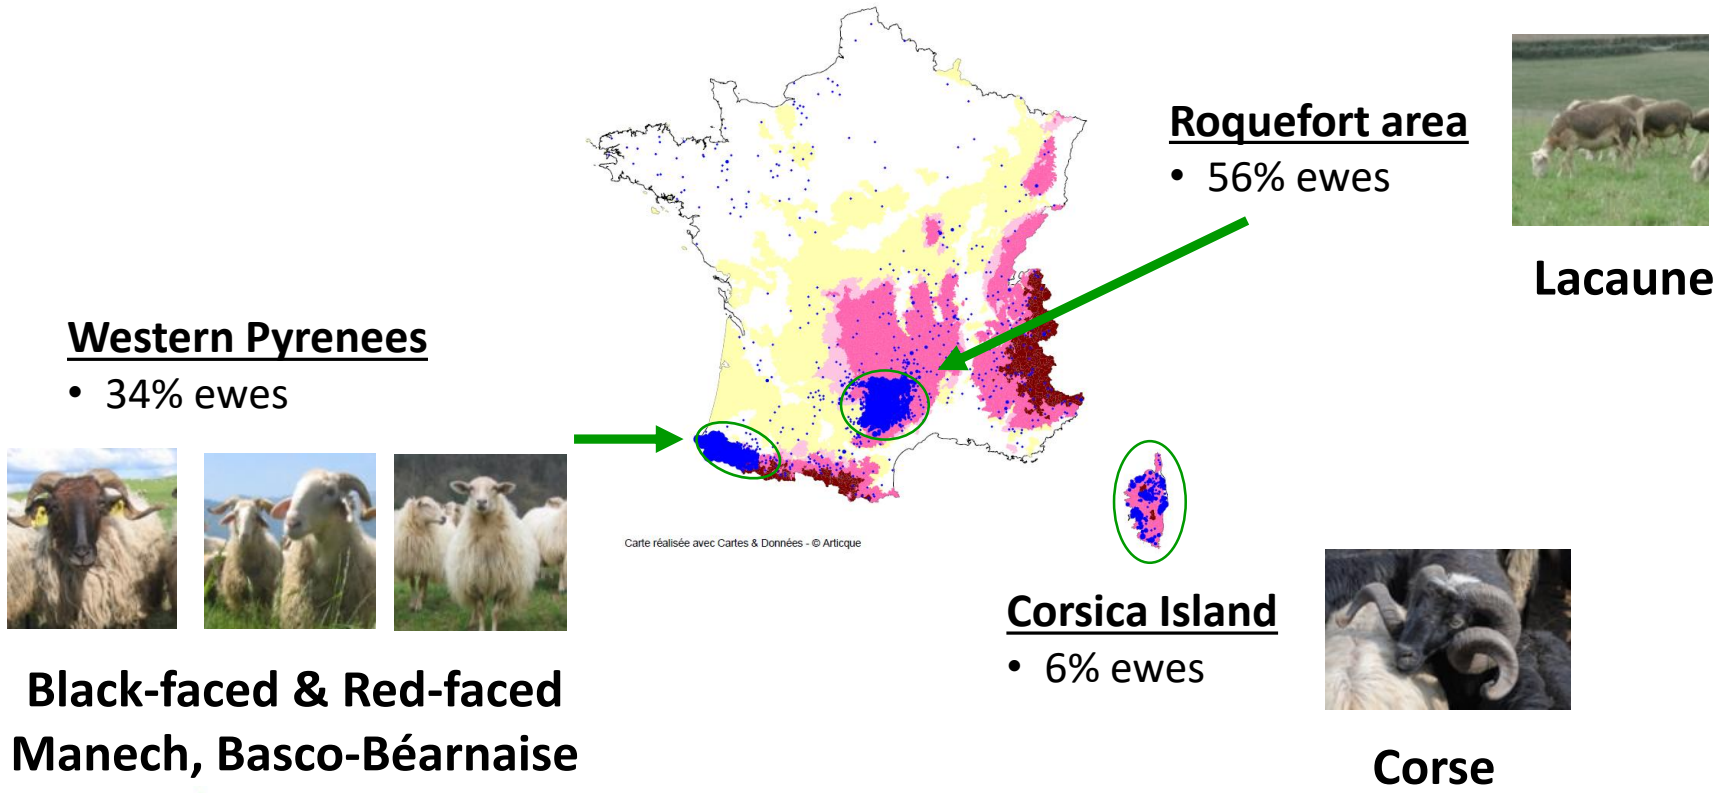 Roquefort area
• 56% ewes
Lacaune
Western Pyrenees
• 34% ewes
Carte réalisée avec Cartes & Données - © Articque
Corsica Island
• 6% ewes
Black-faced & Red-faced
Manech, Basco-Béarnaise
Corse